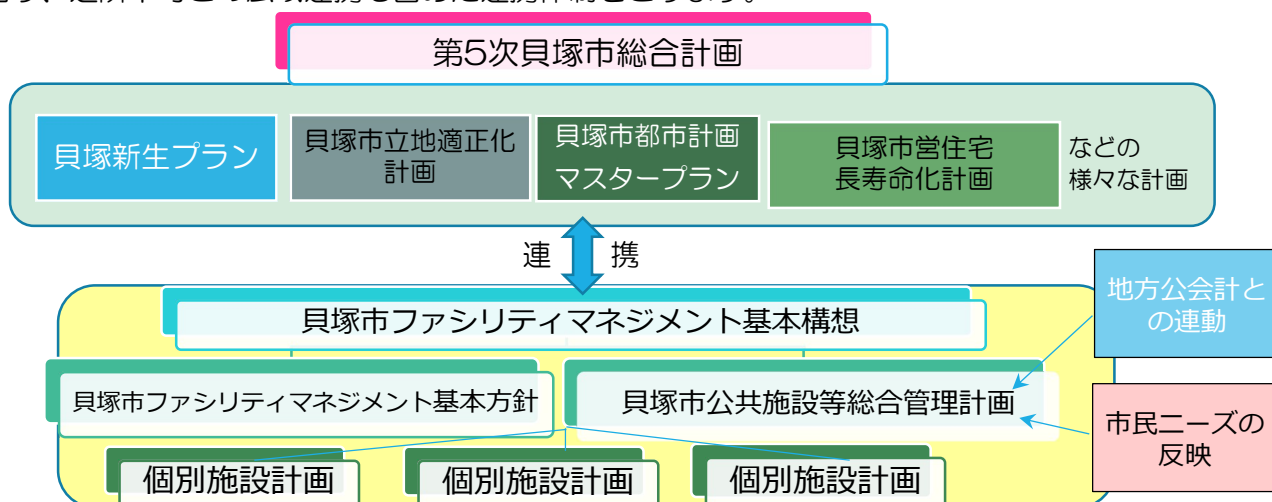 第5次貝塚市総合計画
貝塚新生プラン
貝塚市立地適正化
計画
貝塚市都市計画
マスタープラン
貝塚市営住宅
長寿命化計画
などの
様々な計画
連 携
地方公会計と
の連動
貝塚市ファシリティマネジメント基本構想
貝塚市ファシリティマネジメント基本方針
貝塚市公共施設等総合管理計画
市民ニーズの
反映
個別施設計画
個別施設計画
個別施設計画